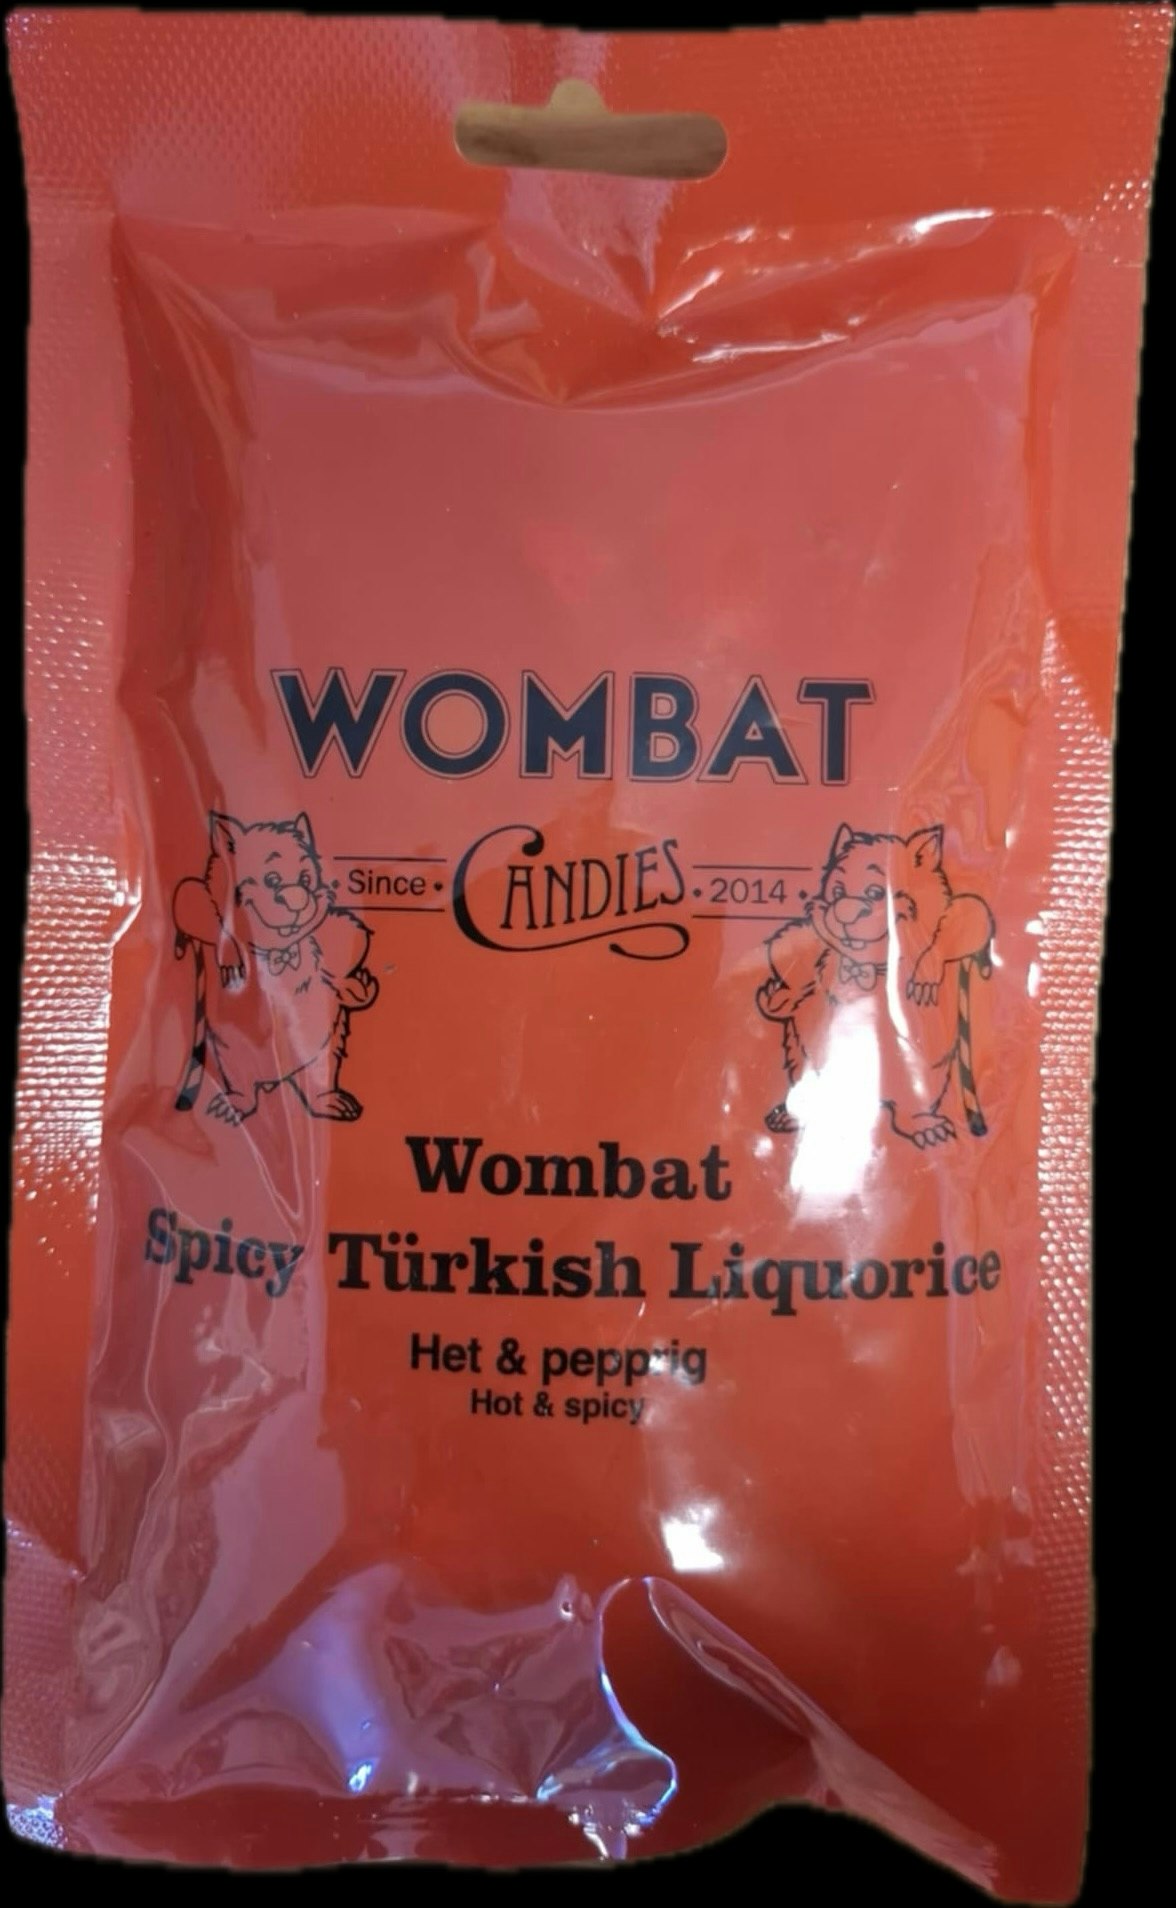 WOMBAT
Since · CANDIES · 2014
Wombat
Spicy Türkish Liquorice
Het & pepprig
Hot & spicy